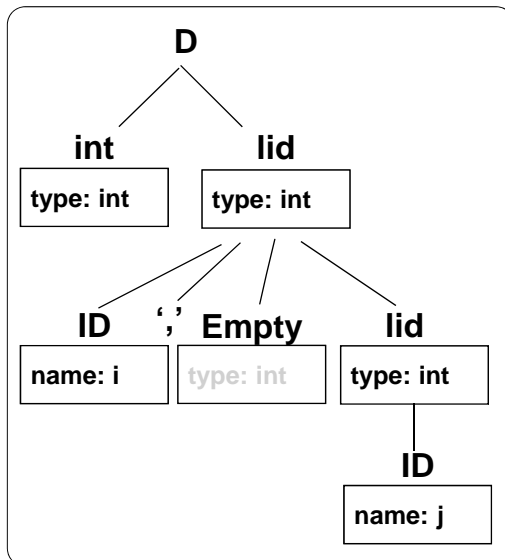 D
int lid
type: int type: int
ID ‘,’ Empty lid
name: i type: int type: int
ID
name: j